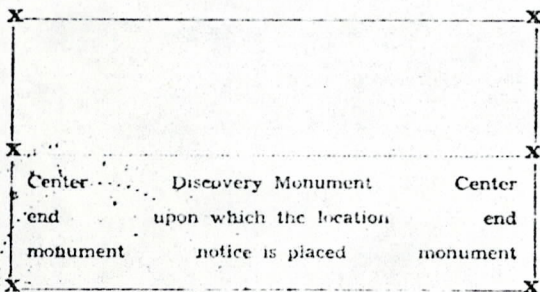 X X
X X
Center Discovery Monument Center
end upon which the location end
monument notice is placed monument
X X